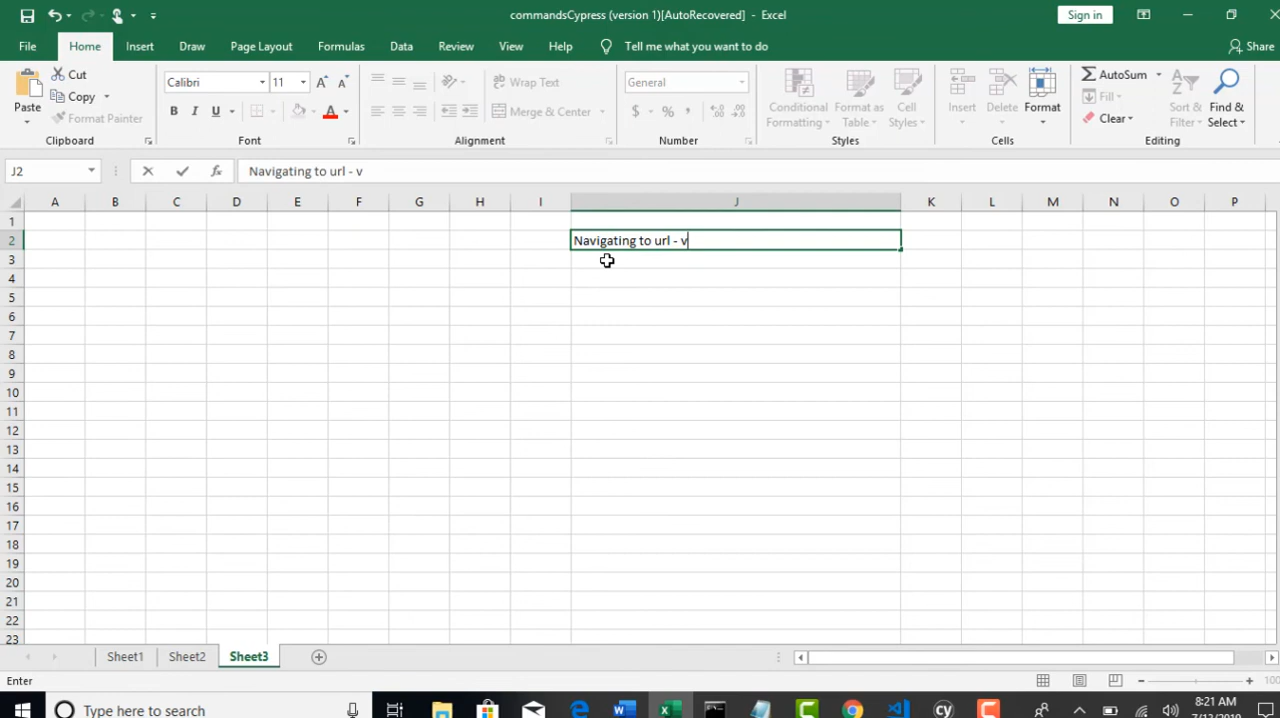 commandsCypress (version 1)[AutoRecovered] - Excel
Sign in
File Home Insert Draw Page Layout Formulas Data Review View Help Tell me what you want to do Share
Paste
Cut
Copy
Format Painter
Clipboard
Calibri 11
B I U
Font
Wrap Text
Merge & Center
Alignment
General
$ % ,
Number
Conditional Formatting
Format as Table
Cell Styles
Styles
Insert
Delete
Format
Cells
AutoSum
Fill
Clear
Sort & Filter
Find & Select
Editing
J2
Navigating to url - v
A B C D E F G H I J K L M N O P
1
2 Navigating to url - v
3
4
5
6
7
8
9
10
11
12
13
14
15
16
17
18
19
20
21
22
23
Sheet1 Sheet2 Sheet3
Enter
Type here to search
8:21 AM